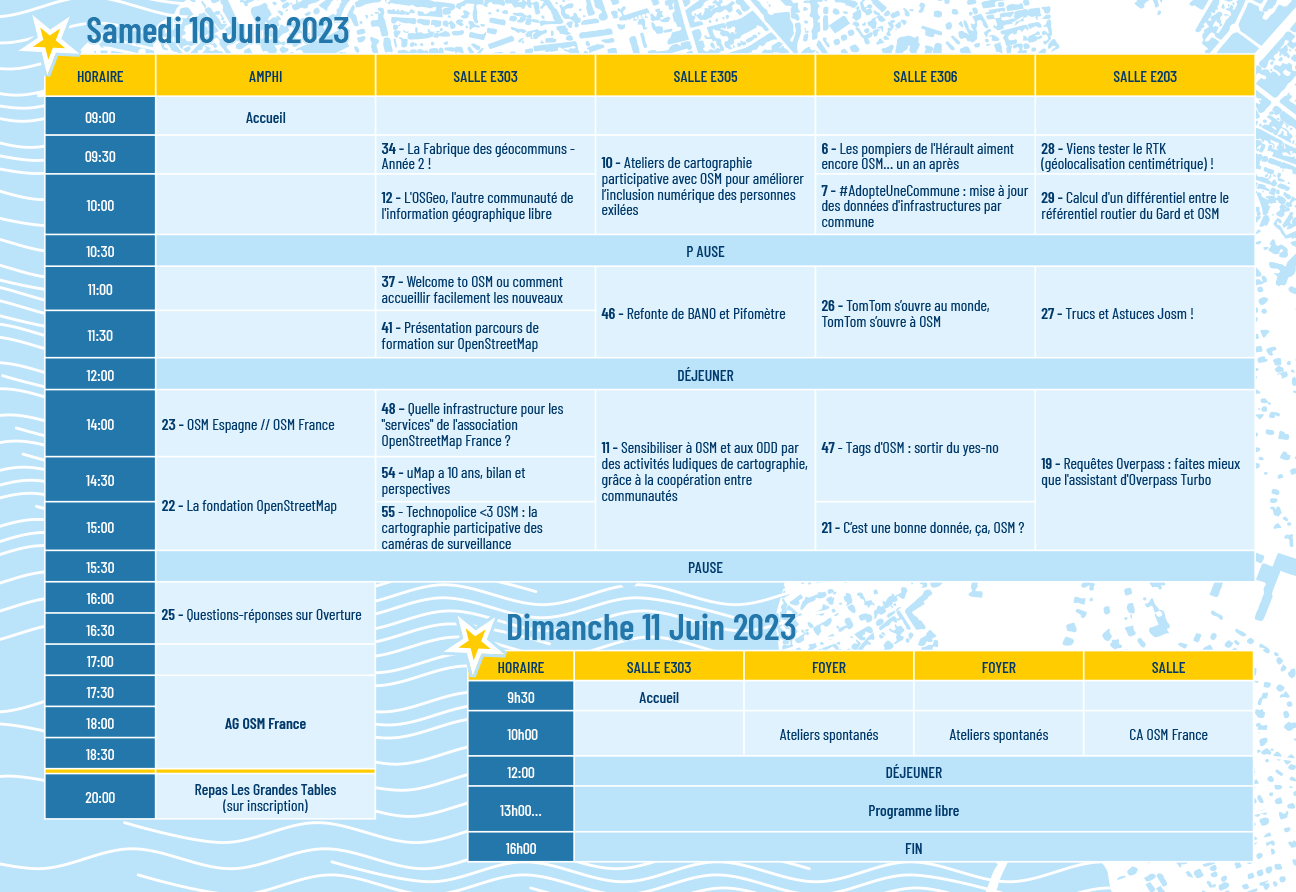 Samedi 10 Juin 2023
HORAIRE AMPHI SALLE E303 SALLE E305 SALLE E306 SALLE E203
09:00 Accueil
09:30
34 - La Fabrique des géocommuns -
Année 2 !
10 - Ateliers de cartographie
participative avec OSM pour améliorer
l'inclusion numérique des personnes
exilées
6 - Les pompiers de l'Hérault aiment
encore OSM... un an après
28 - Viens tester le RTK
(géolocalisation centimétrique) !
10:00
12 - L'OSGeo, l'autre communauté de
l'information géographique libre
7 - #AdopteUneCommune : mise à jour
des données d'infrastructures par
commune
29 - Calcul d'un différentiel entre le
référentiel routier du Gard et OSM
10:30 P AUSE
11:00
37 - Welcome to OSM ou comment
accueillir facilement les nouveaux
46 - Refonte de BANO et Pifomètre
26 - TomTom s'ouvre au monde,
TomTom s'ouvre à OSM
27 - Trucs et Astuces Josm !
11:30
41 - Présentation parcours de
formation sur OpenStreetMap
12:00 DÉJEUNER
14:00
23 - OSM Espagne // OSM France
48 - Quelle infrastructure pour les
"services" de l'association
OpenStreetMap France ?
11 - Sensibiliser à OSM et aux ODD par
des activités ludiques de cartographie,
grâce à la coopération entre
communautés
47 - Tags d'OSM : sortir du yes-no
19 - Requêtes Overpass : faites mieux
que l'assistant d'Overpass Turbo
14:30
22 - La fondation OpenStreetMap
54 - uMap a 10 ans, bilan et
perspectives
15:00
55 - Technopolice <3 OSM : la
cartographie participative des
caméras de surveillance
21 - C'est une bonne donnée, ça, OSM ?
15:30 PAUSE
16:00
25 - Questions-réponses sur Overture
16:30
17:00
17:30
18:00 AG OSM France
18:30
20:00
Repas Les Grandes Tables
(sur inscription)
Dimanche 11 Juin 2023
HORAIRE SALLE E303 FOYER FOYER SALLE
9h30 Accueil
10h00 Ateliers spontanés Ateliers spontanés CA OSM France
12:00 DÉJEUNER
13h00... Programme libre
16h00 FIN